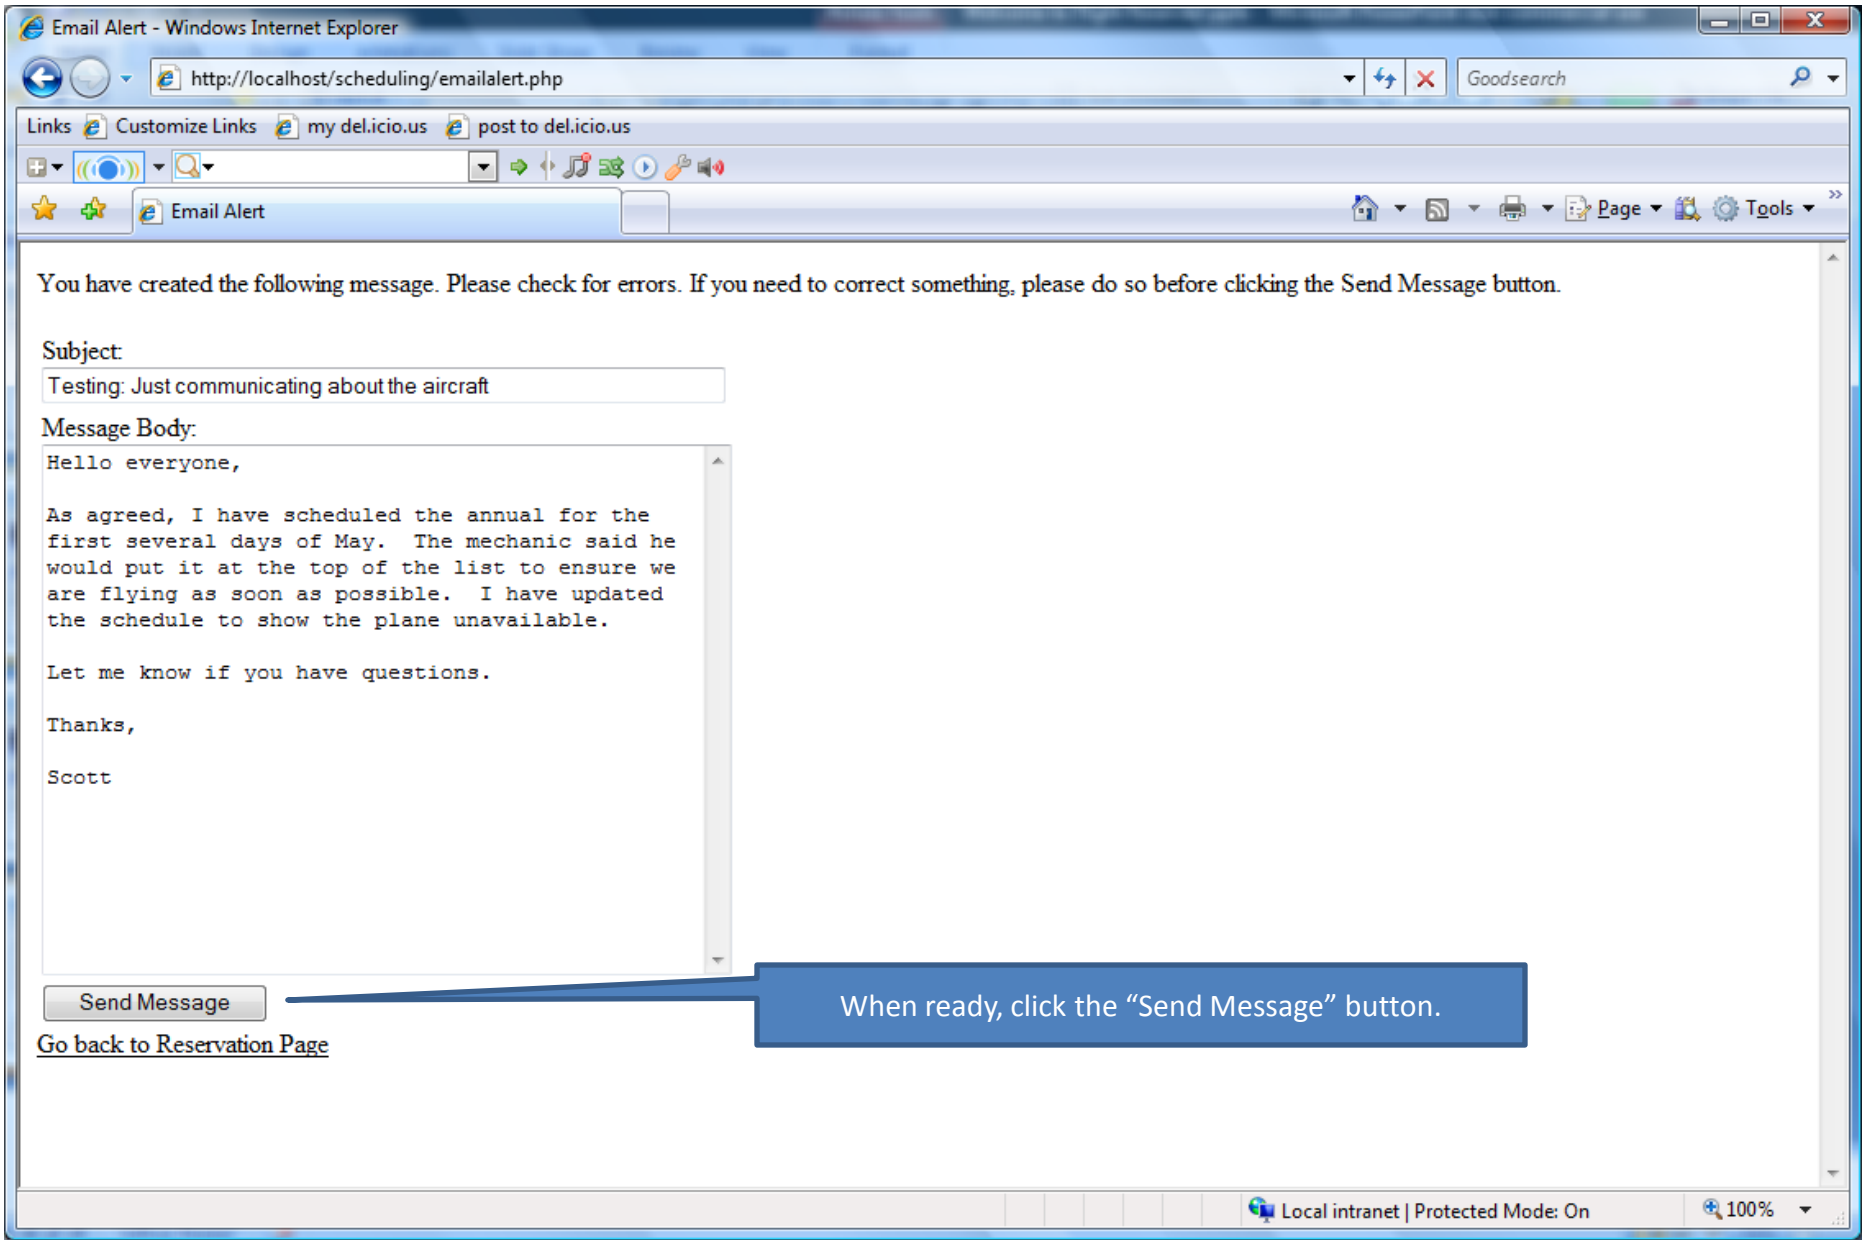 Email Alert - Windows Internet Explorer
http://localhost/scheduling/emailalert.php
Goodsearch
Links Customize Links my del.icio.us post to del.icio.us
Email Alert
Page Tools »
You have created the following message. Please check for errors. If you need to correct something, please do so before clicking the Send Message button.
Subject:
Testing: Just communicating about the aircraft
Message Body:
Hello everyone,
As agreed, I have scheduled the annual for the
first several days of May.  The mechanic said he
would put it at the top of the list to ensure we
are flying as soon as possible.  I have updated
the schedule to show the plane unavailable.
Let me know if you have questions.
Thanks,
Scott
Send Message
When ready, click the “Send Message” button.
Go back to Reservation Page
Local intranet | Protected Mode: On
100%